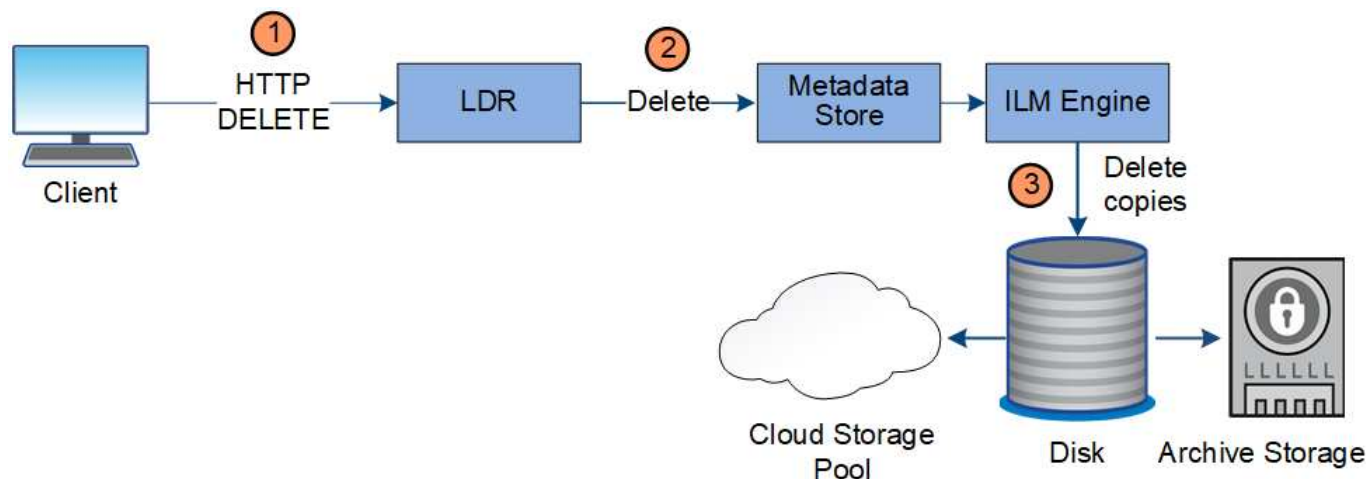 1
HTTP
DELETE
Client
LDR
2
Delete
Metadata
Store
ILM Engine
3
Delete
copies
Cloud Storage
Pool
Disk
LLLLLL
Archive Storage